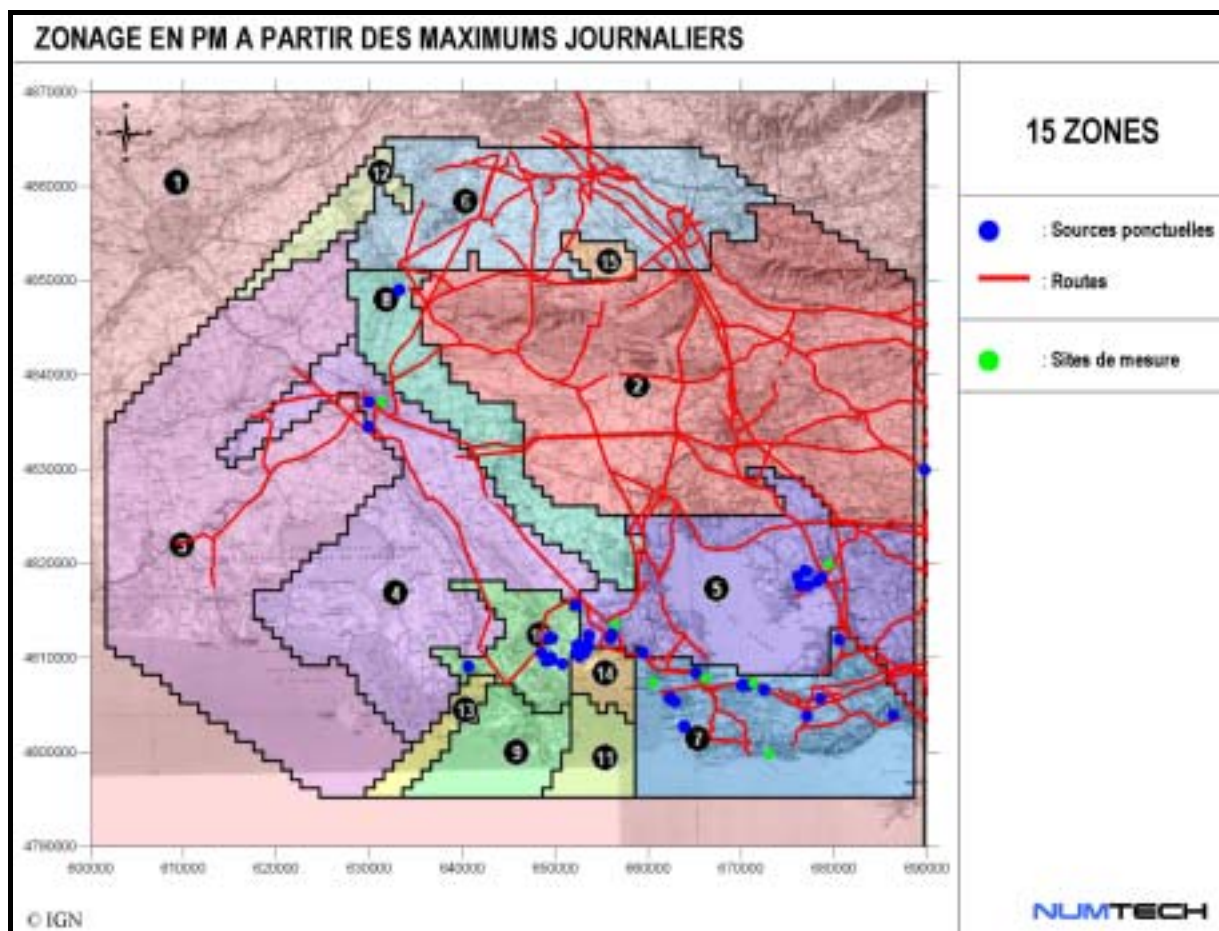 ZONAGE EN PM A PARTIR DES MAXIMUMS JOURNALIERS
15 ZONES
: Sources ponctuelles
: Routes
: Sites de mesure
4870000
4860000
4850000
4840000
4830000
4820000
4810000
4800000
4790000
600000 610000 620000 630000 640000 650000 660000 670000 680000 690000
1
12
6
15
8
2
3
4
5
14
13
7
9
11
© IGN
NUMTECH